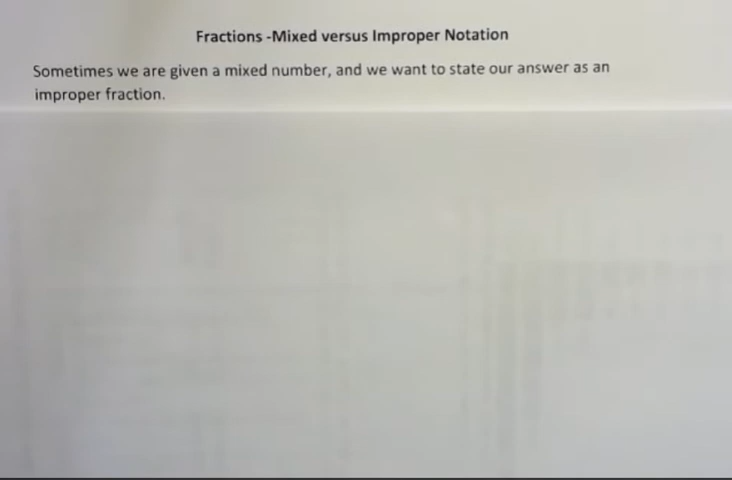 Fractions -Mixed versus Improper Notation
Sometimes we are given a mixed number, and we want to state our answer as an
improper fraction.